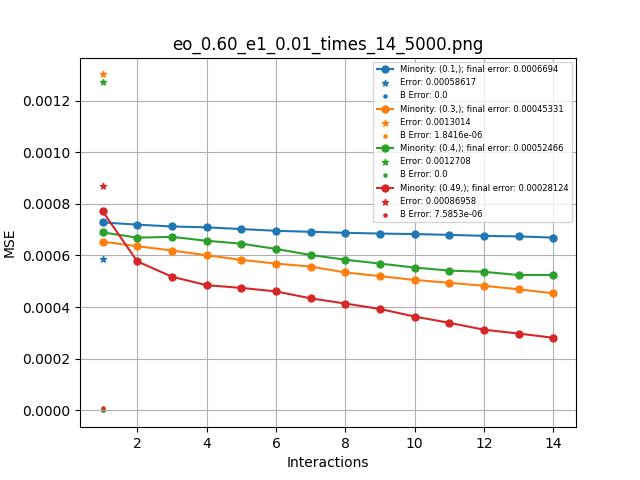 eo_0.60_e1_0.01_times_14_5000.png
Minority: (0.1,); final error: 0.0006694
Error: 0.00058617
B Error: 0.0
Minority: (0.3,); final error: 0.00045331
Error: 0.0013014
B Error: 1.8416e-06
Minority: (0.4,); final error: 0.00052466
Error: 0.0012708
B Error: 0.0
Minority: (0.49,); final error: 0.00028124
Error: 0.00086958
B Error: 7.5853e-06
MSE
0.0012
0.0010
0.0008
0.0006
0.0004
0.0002
0.0000
2 4 6 8 10 12 14
Interactions